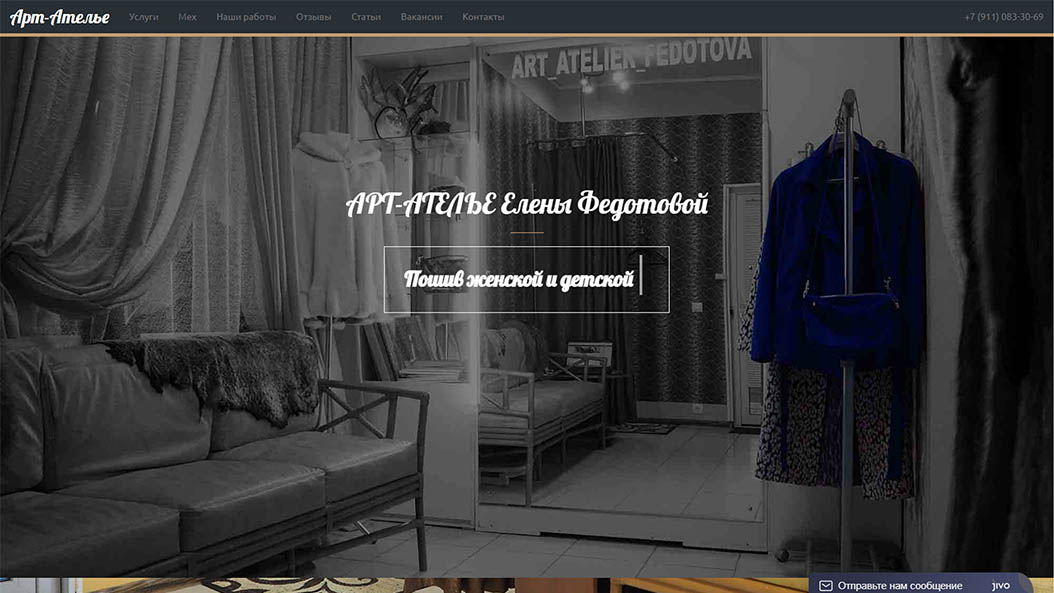 Арт-Ателье Услуги Мех Наши работы Отзывы Статьи Вакансии Контакты +7 (911) 083-30-69
ART_ATELIER_FEDOTOVA
АРТ-АТЕЛЬЕ Елены Федотовой
Пошив женской и детской
Отправьте нам сообщение jivo